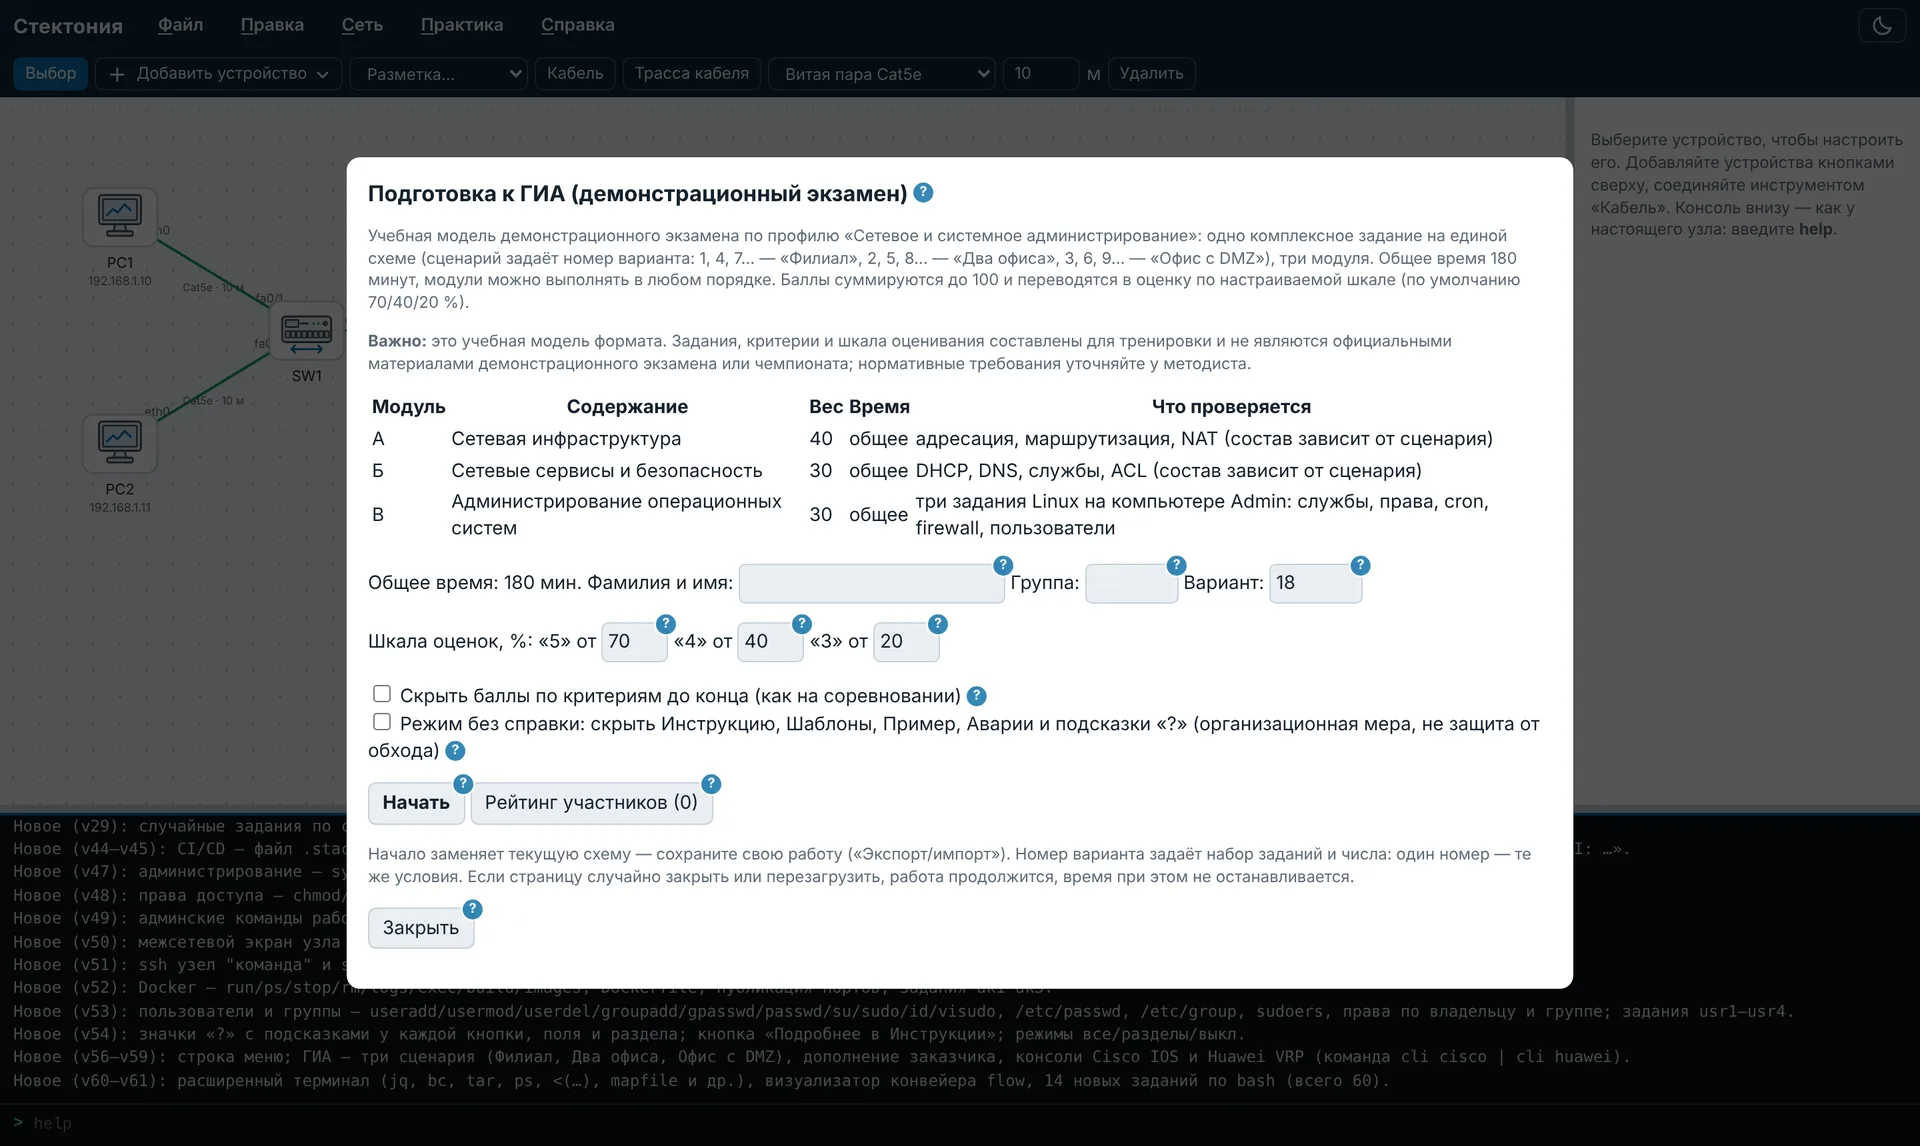 Стектония Файл Правка Сеть Практика Справка
Выбор + Добавить устройство Разметка... Кабель Трасса кабеля Витая пара Cat5e 10 м Удалить
PC1
192.168.1.10
Cat5e · 10 м
fa0/1
SW1
Cat5e · 10 м
eth0
PC2
192.168.1.11
Выберите устройство, чтобы настроить
его. Добавляйте устройства кнопками
сверху, соединяйте инструментом
«Кабель». Консоль внизу — как у
настоящего узла: введите help.
Подготовка к ГИА (демонстрационный экзамен) ?
Учебная модель демонстрационного экзамена по профилю «Сетевое и системное администрирование»: одно комплексное задание на единой
схеме (сценарий задаёт номер варианта: 1, 4, 7... — «Филиал», 2, 5, 8... — «Два офиса», 3, 6, 9... — «Офис с DMZ»), три модуля. Общее время 180
минут, модули можно выполнять в любом порядке. Баллы суммируются до 100 и переводятся в оценку по настраиваемой шкале (по умолчанию
70/40/20 %).
Важно: это учебная модель формата. Задания, критерии и шкала оценивания составлены для тренировки и не являются официальными
материалами демонстрационного экзамена или чемпионата; нормативные требования уточняйте у методиста.
Модуль Содержание Вес Время Что проверяется
А Сетевая инфраструктура 40 общее адресация, маршрутизация, NAT (состав зависит от сценария)
Б Сетевые сервисы и безопасность 30 общее DHCP, DNS, службы, ACL (состав зависит от сценария)
В Администрирование операционных систем 30 общее три задания Linux на компьютере Admin: службы, права, cron, firewall, пользователи
Общее время: 180 мин. Фамилия и имя: ? Группа: ? Вариант: 18 ?
Шкала оценок, %: «5» от 70 ? «4» от 40 ? «3» от 20 ?
Скрыть баллы по критериям до конца (как на соревновании) ?
Режим без справки: скрыть Инструкцию, Шаблоны, Пример, Аварии и подсказки «?» (организационная мера, не защита от
обхода) ?
Начать ? Рейтинг участников (0) ?
Начало заменяет текущую схему — сохраните свою работу («Экспорт/импорт»). Номер варианта задаёт набор заданий и числа: один номер — те
же условия. Если страницу случайно закрыть или перезагрузить, работа продолжится, время при этом не останавливается.
Закрыть ?
Новое (v29): случайные задания по
Новое (v44–v45): CI/CD — файл .stac I: …».
Новое (v47): администрирование — sy
Новое (v48): права доступа — chmod/
Новое (v49): админские команды рабо
Новое (v50): межсетевой экран узла
Новое (v51): ssh узел "команда" и
Новое (v52): Docker — run/ps/stop/rm/logs/exec/build/images, Dockerfile, публикация портов, задания
Новое (v53): пользователи и группы — useradd/usermod/userdel/groupadd/gpasswd/passwd/su/sudo/id/visudo, /etc/passwd, /etc/group, sudoers, права по владельцу и группе; задания usr1–usr4.
Новое (v54): значки «?» с подсказками у каждой кнопки, поля и раздела; кнопка «Подробнее в Инструкции»; режимы все/разделы/выкл.
Новое (v56–v59): строка меню; ГИА — три сценария (Филиал, Два офиса, Офис с DMZ), дополнение заказчика, консоли Cisco IOS и Huawei VRP (команда cli cisco | cli huawei).
Новое (v60–v61): расширенный терминал (jq, bc, tar, ps, <(…), mapfile и др.), визуализатор конвейера flow, 14 новых заданий по bash (всего 60).
> help